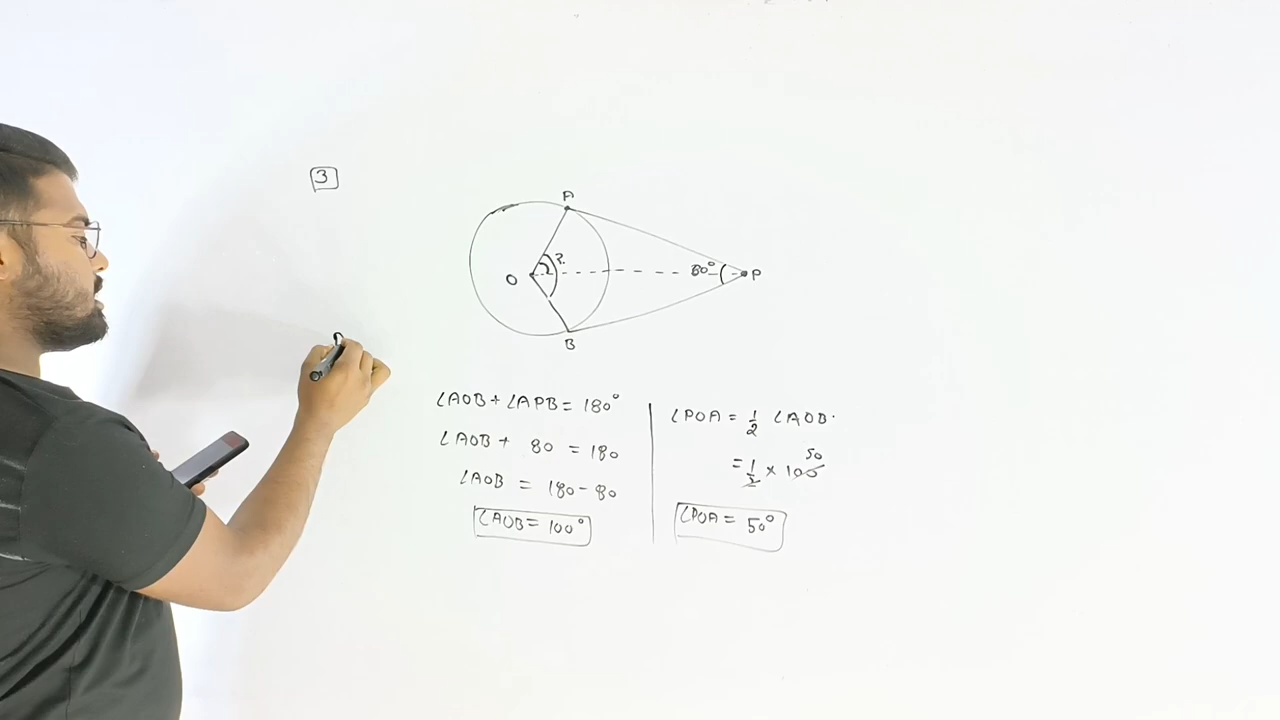 3
A
?
O
80°
P
B
∠AOB + ∠APB = 180°
∠AOB + 80 = 180
∠AOB = 180 - 80
∠AOB = 100°
∠POA = 1/2 ∠AOB.
50
= 1/2 × 100
∠POA = 50°